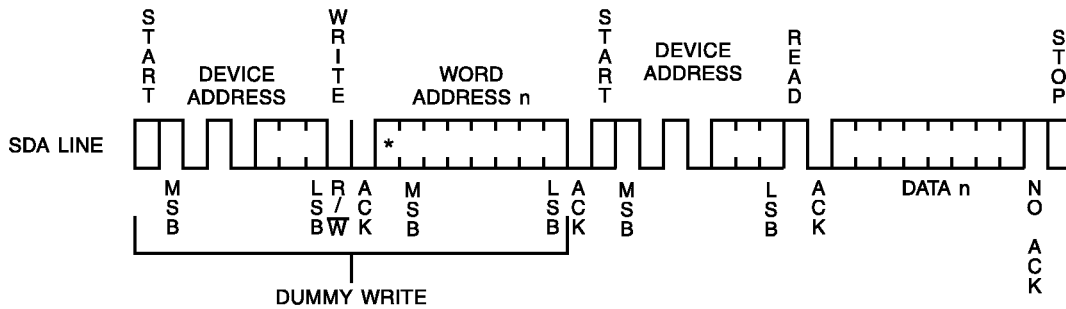 START
WRITE
START
READ
STOP
DEVICE
ADDRESS
WORD
ADDRESS n
DEVICE
ADDRESS
SDA LINE
*
MSB
LSB
R/W
ACK
MSB
LSB
ACK
MSB
LSB
ACK
DATA n
NO ACK
DUMMY WRITE